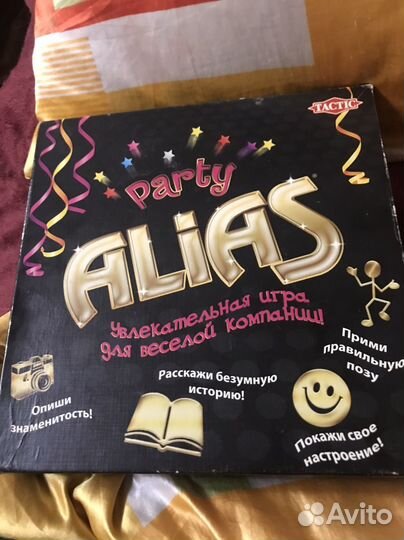 TACTIC
party
ALiAS
Увлекательная игра
для веселой компании!
Прими
правильную
позу
Расскажи безумную
историю!
Опиши
знаменитость!
Покажи свое
настроение!
Avito